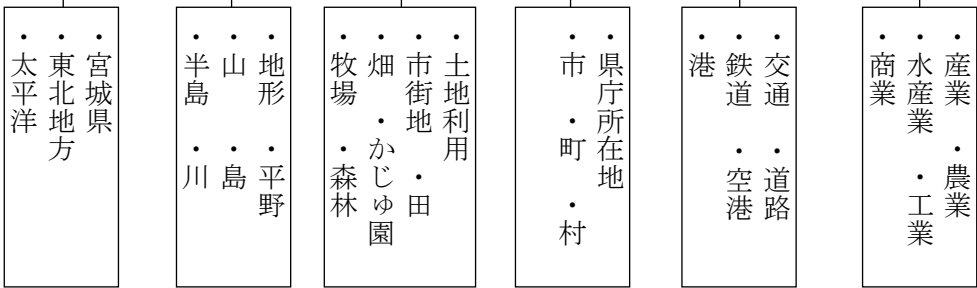 ・産業　・農業
・水産業　・工業
・商業
・交通　・道路
・鉄道　・空港
・港
・県庁所在地
・市　・町　・村
・土地利用
・市街地　・田
・畑　・かじゅ園
・牧場　・森林
・地形　・平野
・山　・島
・半島　・川
・宮城県
・東北地方
・太平洋